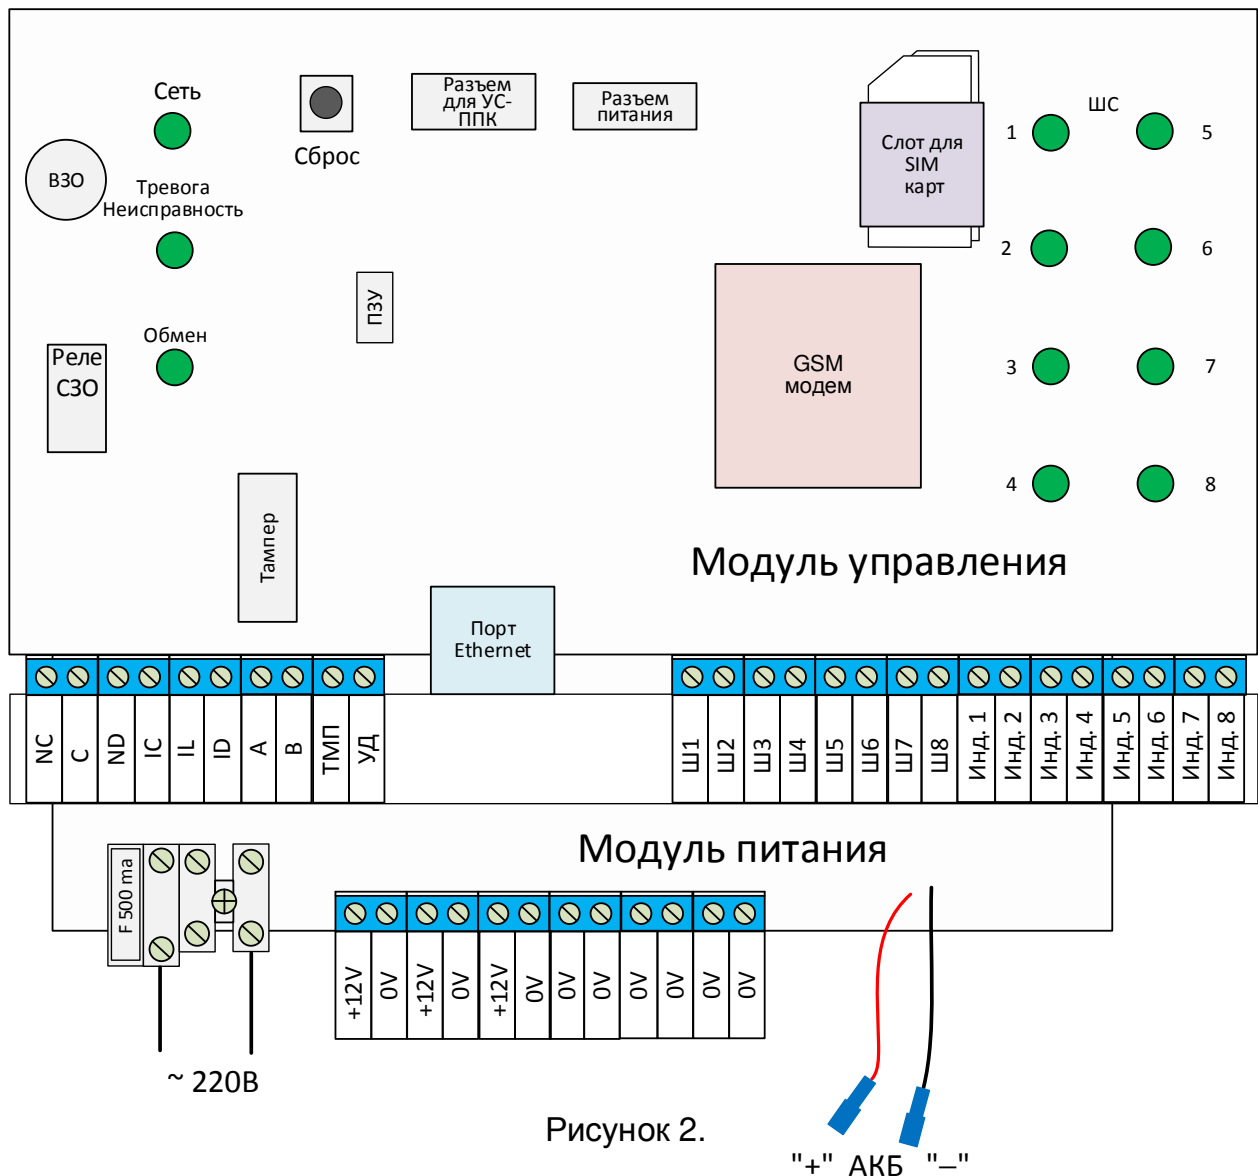 Сеть
Сброс
Разъем
для УС-
ППК
Разъем
питания
Слот для
SIM
карт
ШС
1
5
ВЗО
Тревога
Неисправность
2
6
ПЗУ
Обмен
Реле
СЗО
GSM
модем
3
7
4
8
Тампер
Модуль управления
Порт
Ethernet
NC
C
ND
IC
IL
ID
A
B
ТМП
УД
Ш1
Ш2
Ш3
Ш4
Ш5
Ш6
Ш7
Ш8
Инд. 1
Инд. 2
Инд. 3
Инд. 4
Инд. 5
Инд. 6
Инд. 7
Инд. 8
Модуль питания
F 500 ma
+12V
0V
+12V
0V
+12V
0V
0V
0V
0V
0V
0V
0V
~ 220В
Рисунок 2.
"+" АКБ "–"